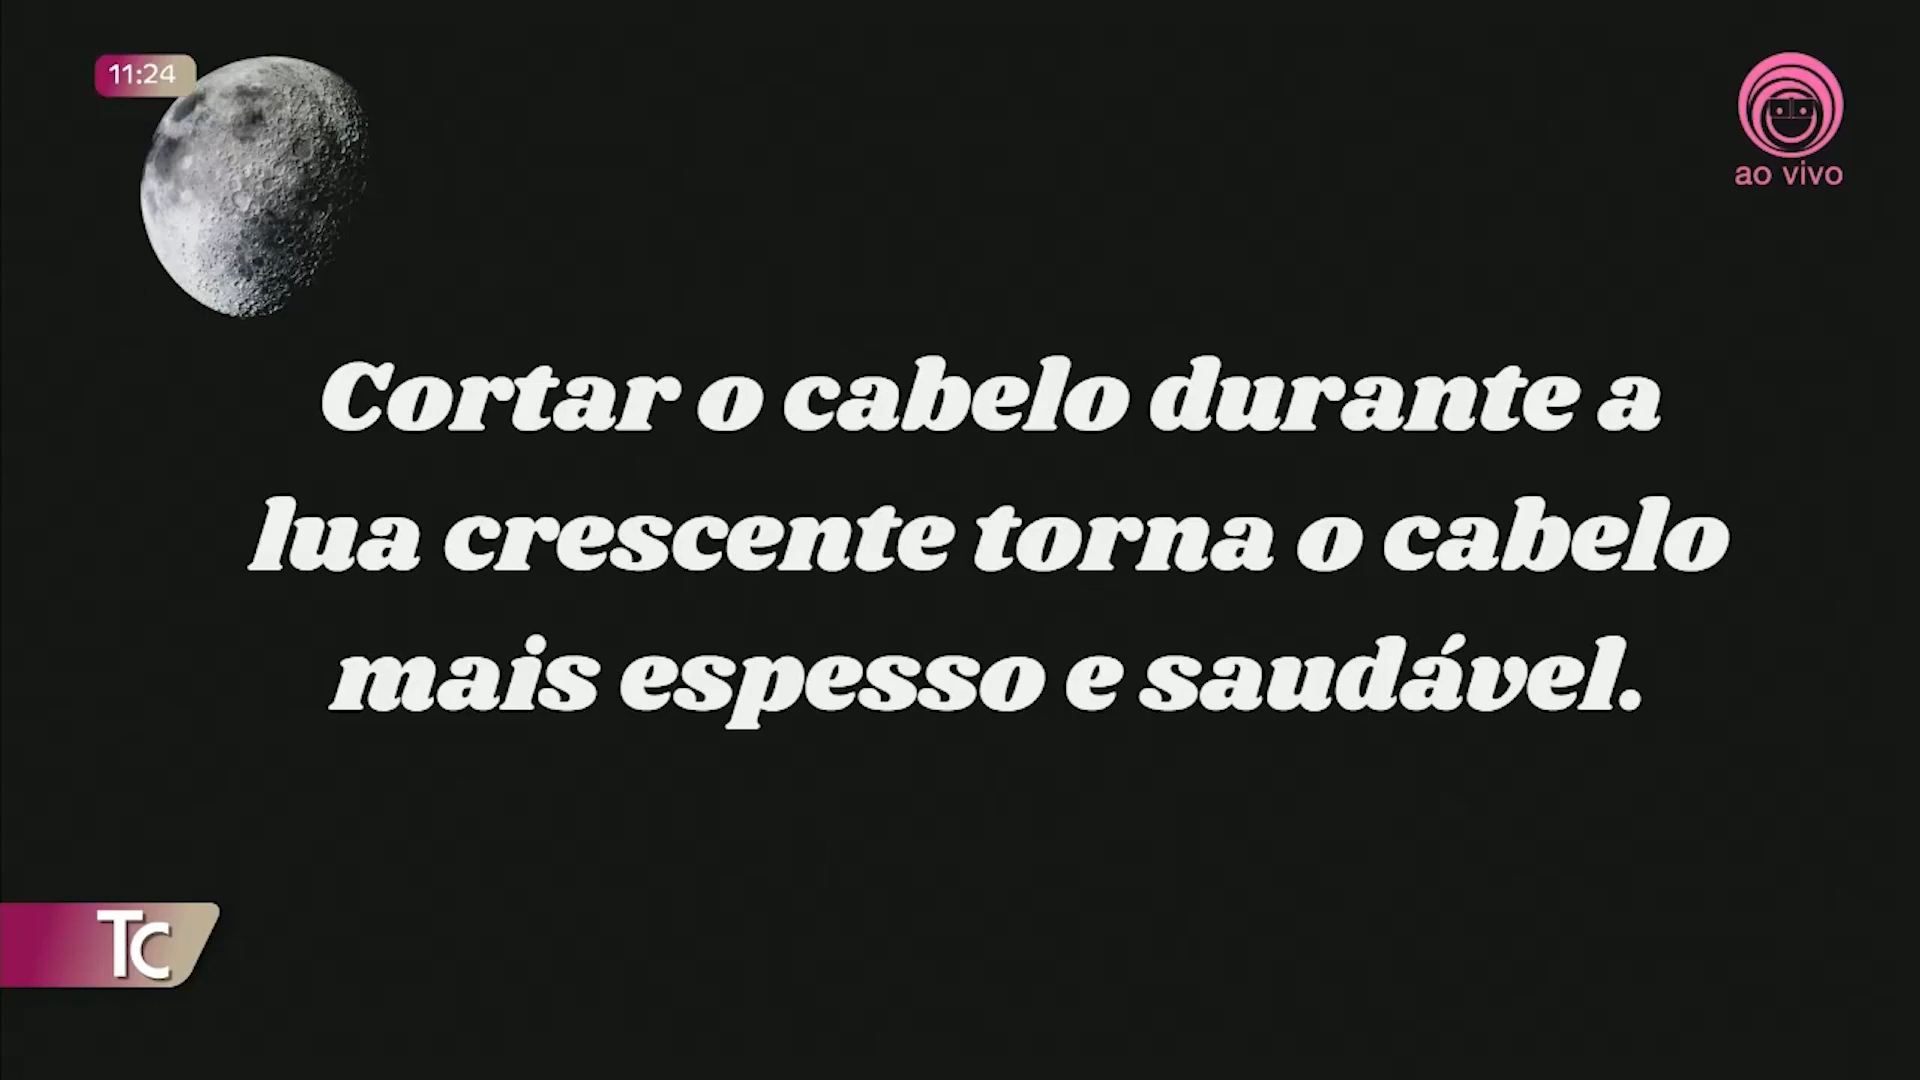 11:24
ao vivo
Cortar o cabelo durante a
lua crescente torna o cabelo
mais espesso e saudável.
Tc